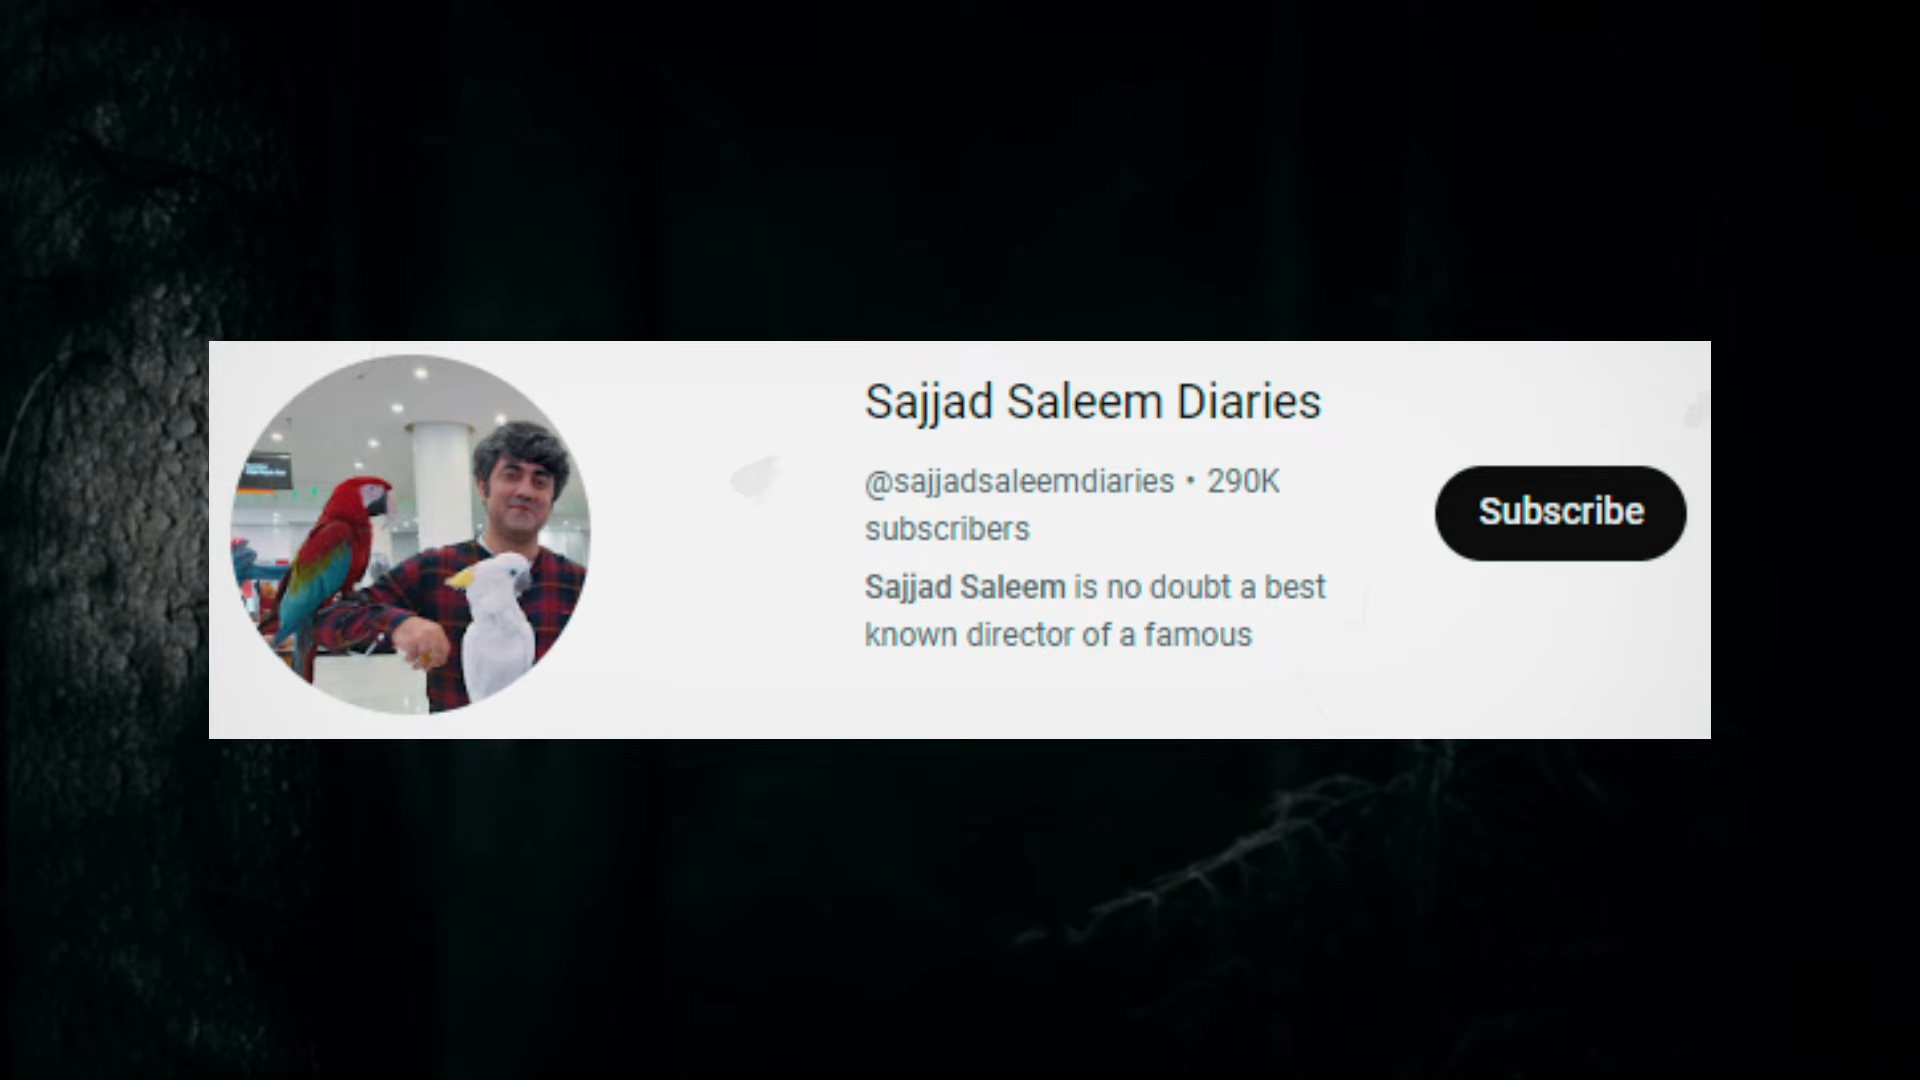 Sajjad Saleem Diaries
@sajjadsaleemdiaries • 290K
subscribers
Subscribe
Sajjad Saleem is no doubt a best
known director of a famous